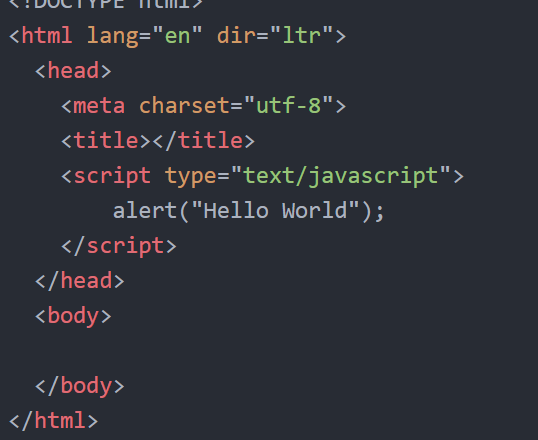 <!DOCTYPE html>
<html lang="en" dir="ltr">
  <head>
    <meta charset="utf-8">
    <title></title>
    <script type="text/javascript">
        alert("Hello World");
    </script>
  </head>
  <body>

  </body>
</html>